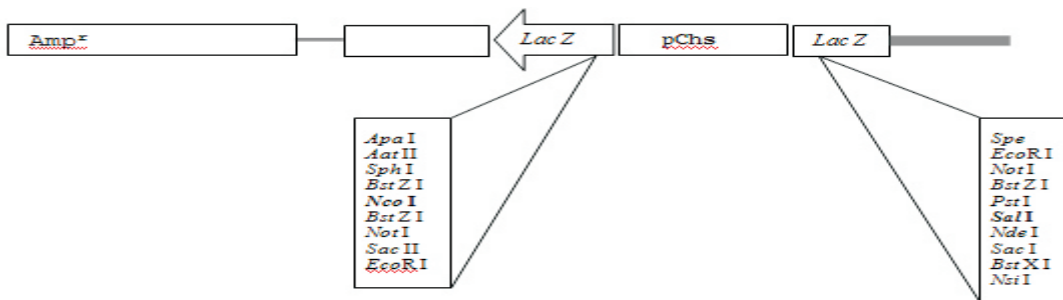 Ampʳ
Lac Z
pChs
Lac Z
Apa I
Aat II
Sph I
Bst Z I
Nco I
Bst Z I
Not I
Sac II
EcoR I
Spe
EcoR I
Not I
Bst Z I
Pst I
Sal I
Nde I
Sac I
Bst X I
Nsi I